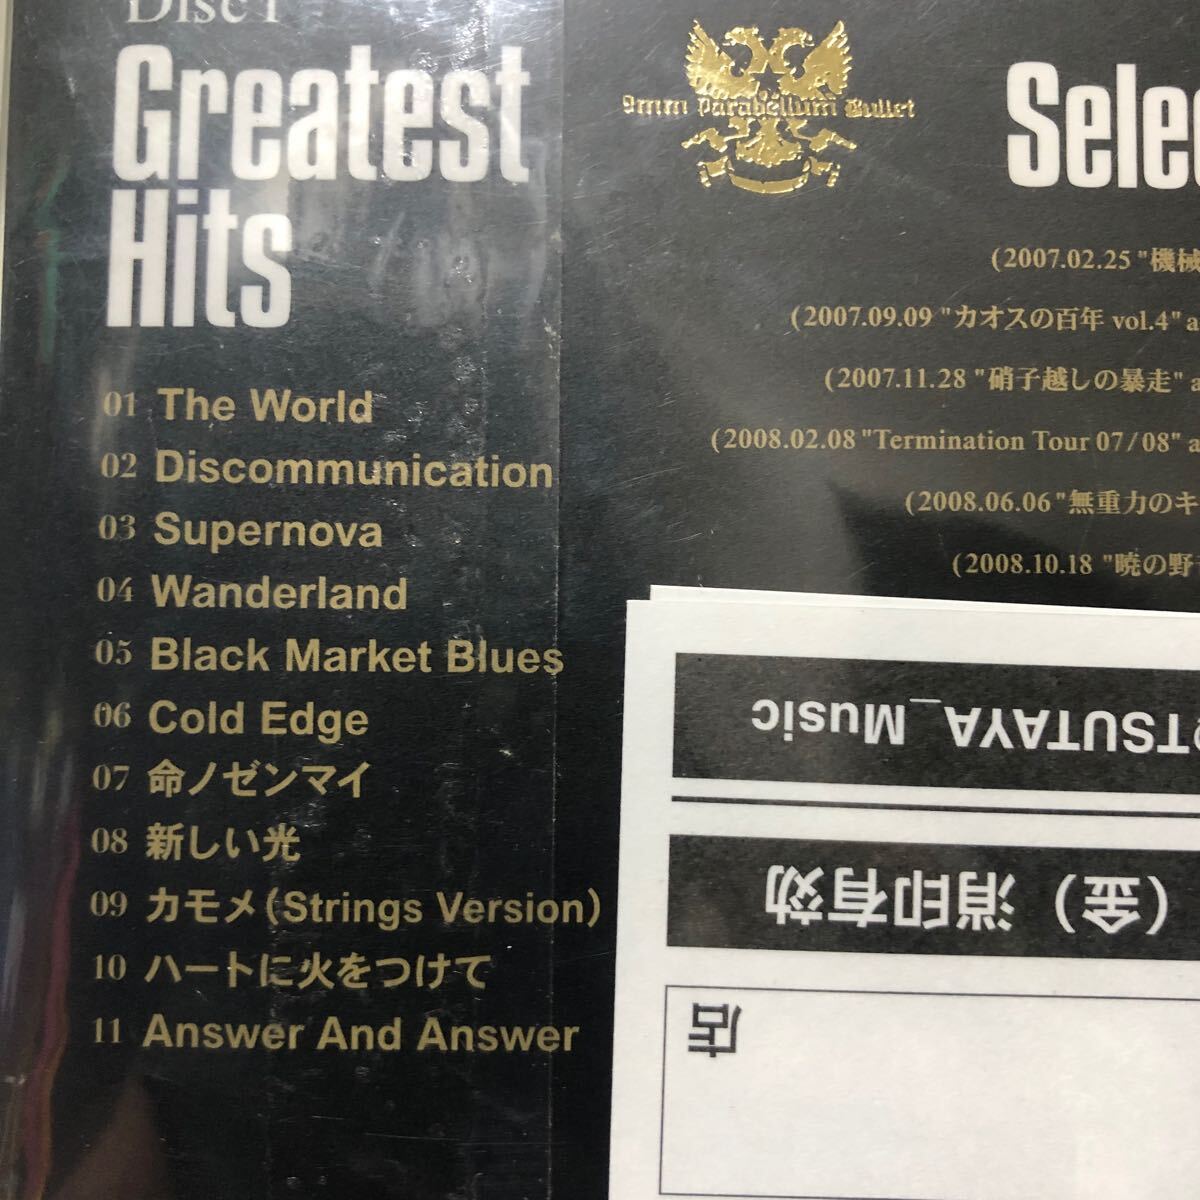 Disc1
Greatest
Hits
01 The World
02 Discommunication
03 Supernova
04 Wanderland
05 Black Market Blues
06 Cold Edge
07 命ノゼンマイ
08 新しい光
09 カモメ(Strings Version)
10 ハートに火をつけて
11 Answer And Answer
9mm Parabellum Bullet
Sele
(2007.02.25 "機械
(2007.09.09 "カオスの百年 vol.4" a
(2007.11.28 "硝子越しの暴走" a
(2008.02.08 "Termination Tour 07/08" a
(2008.06.06 "無重力のキ
(2008.10.18 "暁の野
TSUTAYA_Music
(金) 消印有効
店